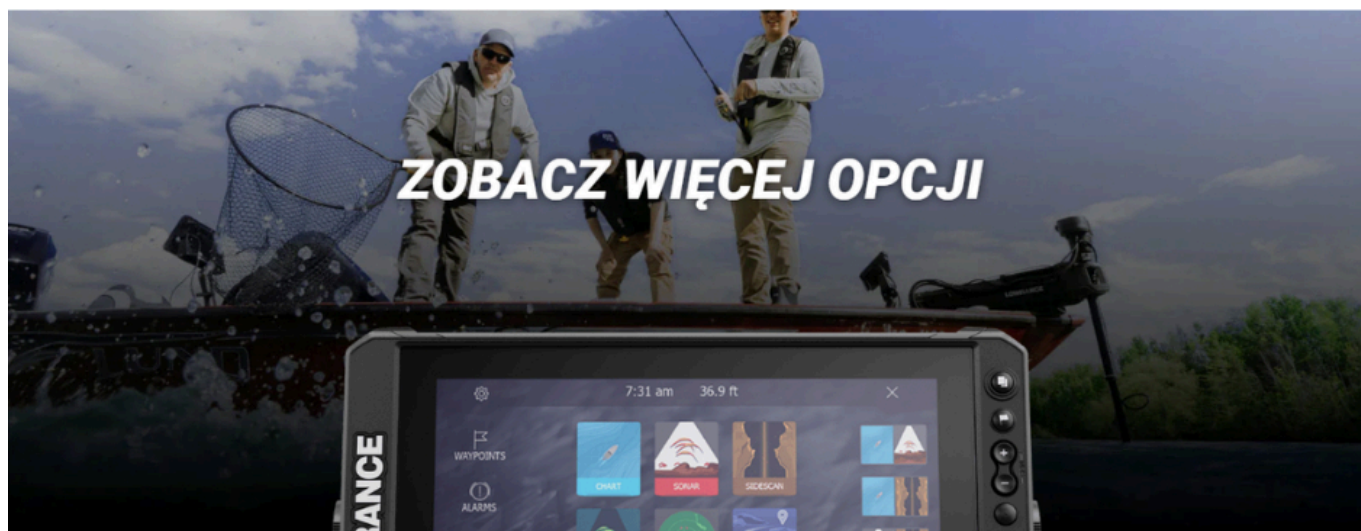 ZOBACZ WIĘCEJ OPCJI
7:31 am 36.9 ft
WAYPOINTS
CHART
SONAR
SIDESCAN
ALARMS
RANCE